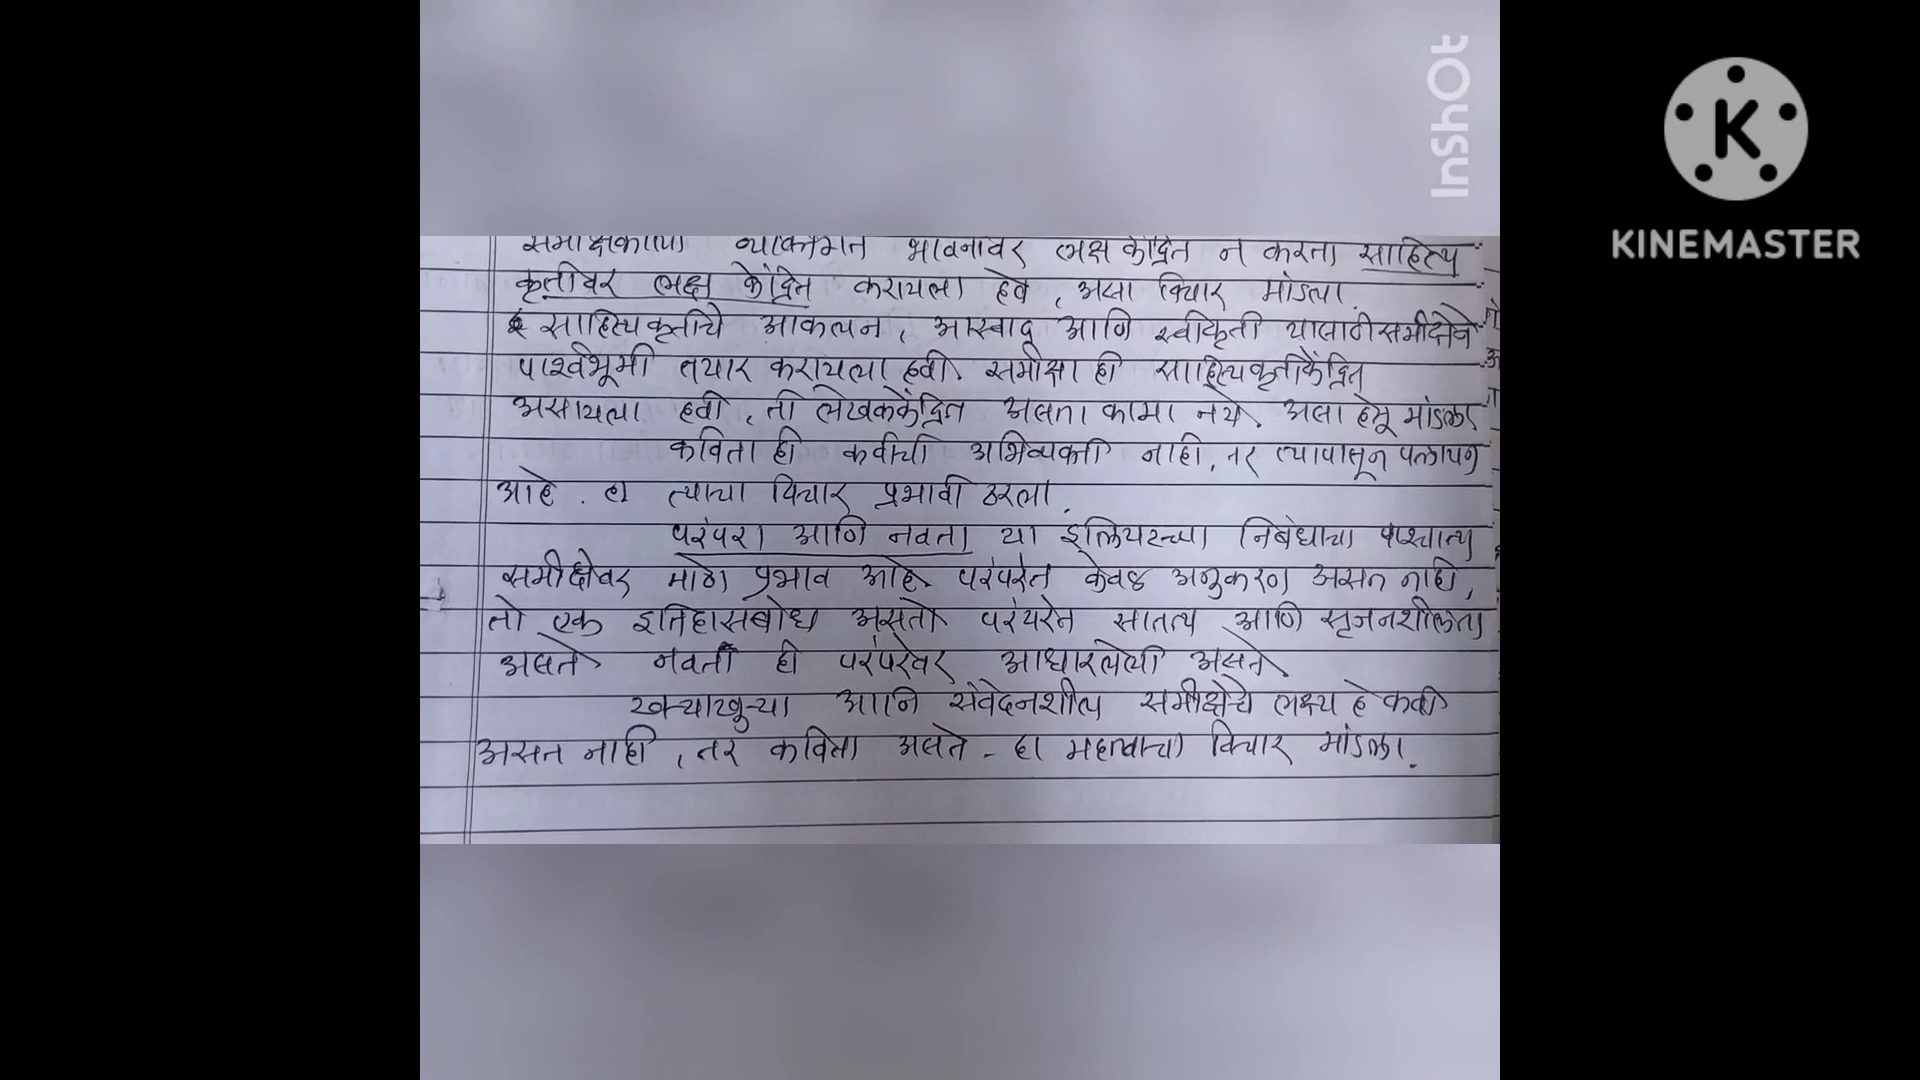 InShOt
KINEMASTER
व्यक्तिगत भावनांवर लक्ष केंद्रित न करता साहित्य
कृतीवर लक्ष केंद्रित करायला हवे, असा विचार मांडला
साहित्यकृतीचे आकलन, आस्वाद आणि स्वीकृती यासाठी समीक्षेने
पार्श्वभूमी तयार करायला हवी. समीक्षा ही साहित्यकृतीकेंद्रित
असायला हवी, ती लेखककेंद्रित असता कामा नये. असा हेतू मांडला
कविता ही कवीची अभिव्यक्ती नाही, तर त्यापासून पलायन
आहे. हा त्याचा विचार प्रभावी ठरला.
परंपरा आणि नवता या इलियटच्या निबंधाचा पाश्चात्य
समीक्षेवर मोठा प्रभाव आहे. परंपरेत केवळ अनुकरण असत नाही,
तो एक इतिहासबोध असतो परंपरेत सातत्य आणि सृजनशीलता
असते नवता ही परंपरेवर आधारलेली असते
खऱ्याखुऱ्या आनि संवेदनशील समीक्षेचे लक्ष्य हे कवी
असत नाही, तर कविता असते - हा महत्वाचा विचार मांडला.